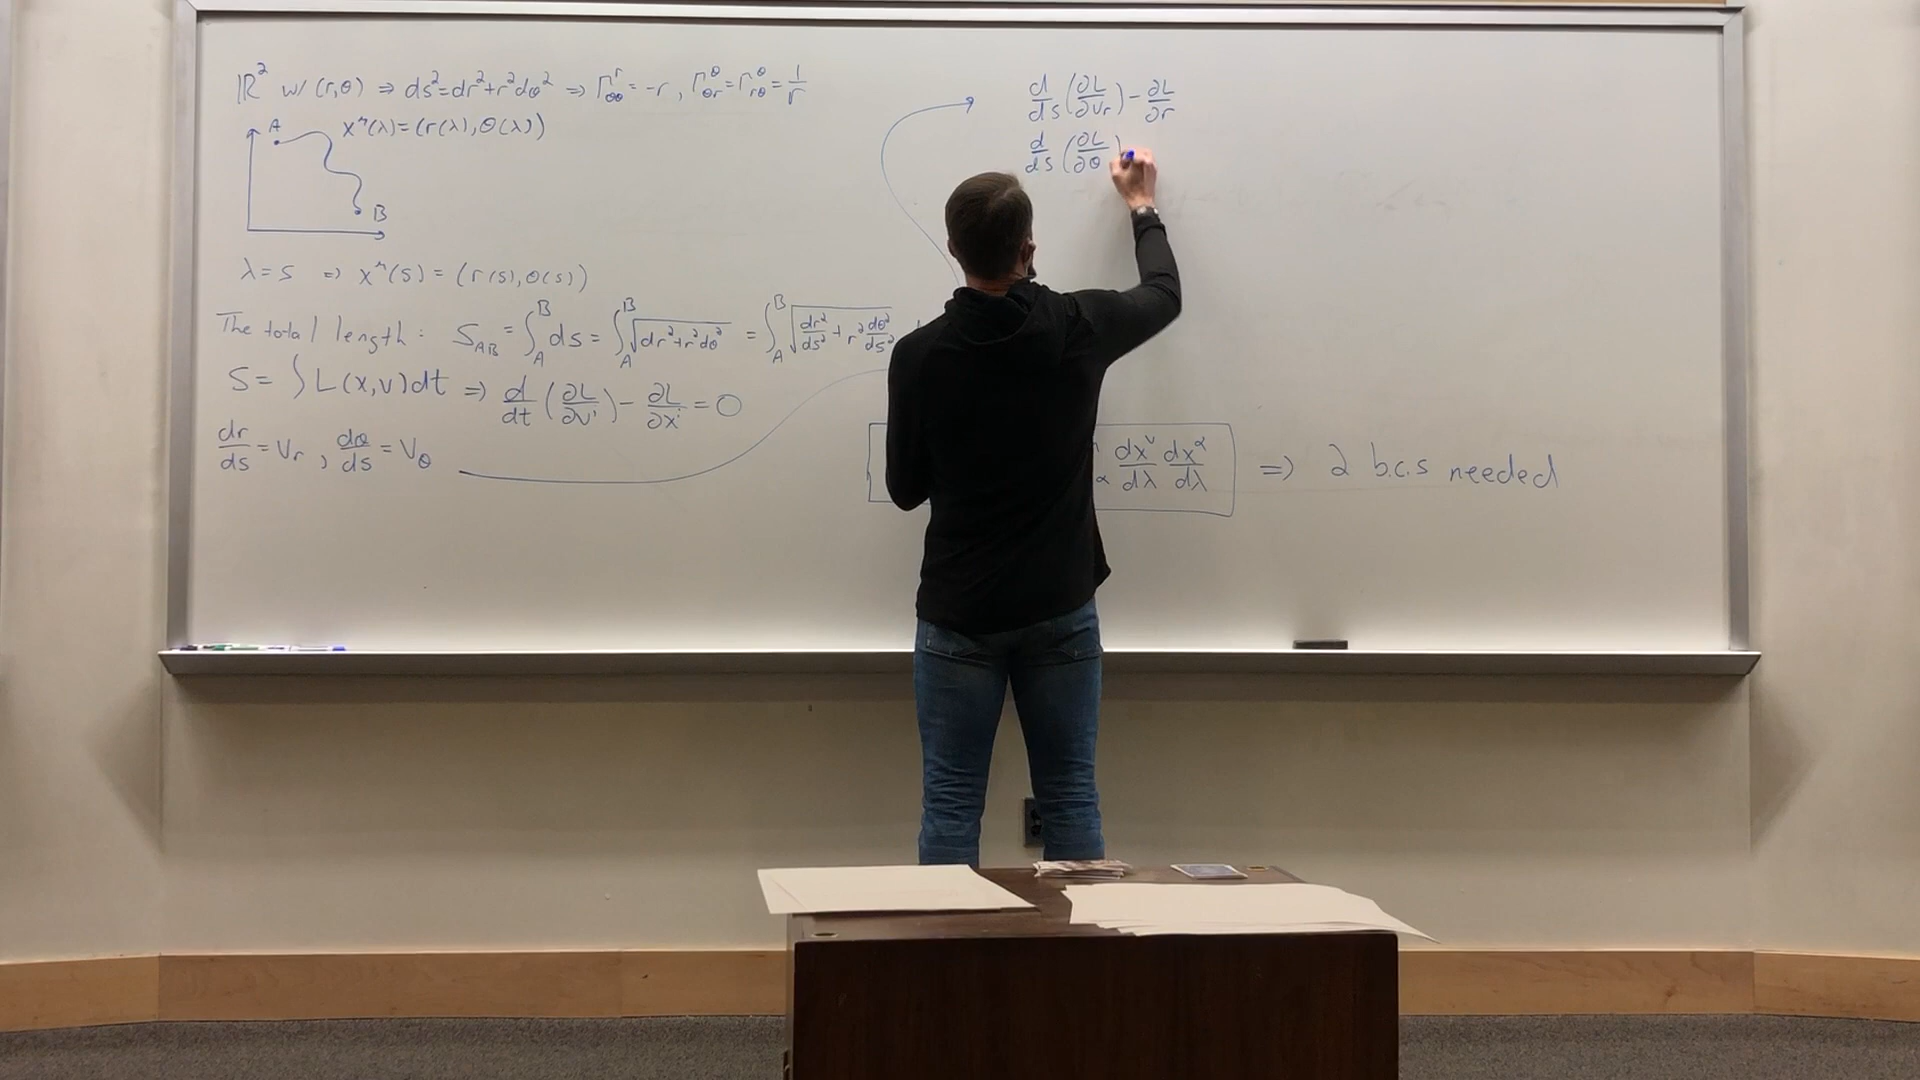 ℝ² w/ (r,θ) ⇒ ds²=dr²+r²dθ² ⇒ Γ^r_θθ = -r, Γ^θ_θr = Γ^θ_rθ = 1/r
A
x^μ(λ)=(r(λ),θ(λ))
B
λ=s ⇒ x^μ(s) = (r(s),θ(s))
The total length: S_AB = ∫_A^B ds = ∫_A^B √(dr²+r²dθ²) = ∫_A^B √(dr²/ds² + r² dθ²/ds²
S = ∫ L(x,v)dt ⇒ d/dt (∂L/∂v^i) - ∂L/∂x^i = 0
dr/ds = v_r, dθ/ds = v_θ
d/ds (∂L/∂v_r) - ∂L/∂r
d/ds (∂L/∂θ)
dx^ν/dλ dx^α/dλ ⇒ 2 b.c.s needed